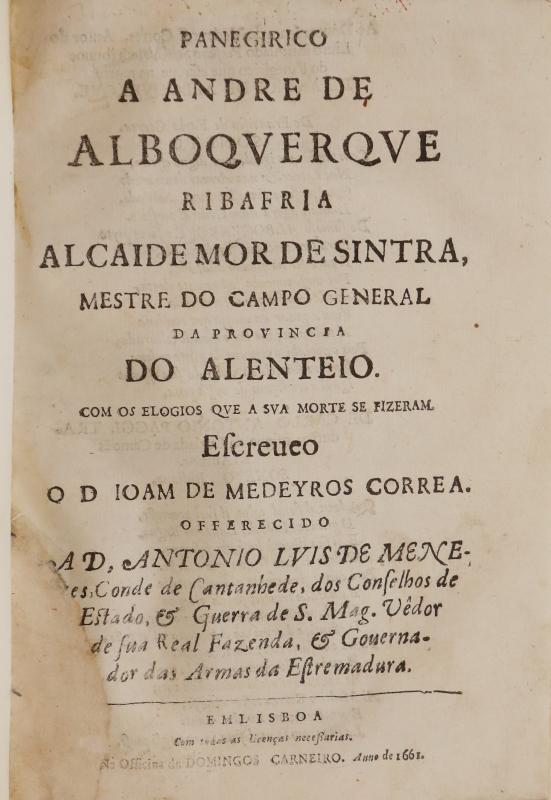 PANEGIRICO
A ANDRE DE
ALBOQVERQVE
RIBAFRIA
ALCAIDE MOR DE SINTRA,
MESTRE DO CAMPO GENERAL
DA PROVINCIA
DO ALENTEIO.
COM OS ELOGIOS QVE A SVA MORTE SE FIZERAM.
Eſcreueo
O D IOAM DE MEDEYROS CORREA.
OFFERECIDO
A D, ANTONIO LVIS DE MENE-
es, Conde de Cantanhede, dos Conſelhos de
Eſtado, & Guerra de S. Mag. Vêdor
de ſua Real Fazenda, & Gouerna-
dor das Armas da Eſtremadura.
EM LISBOA
Com todas as licenças neceſſarias.
Na Officina de DOMINGOS CARNEIRO. Anno de 1661.